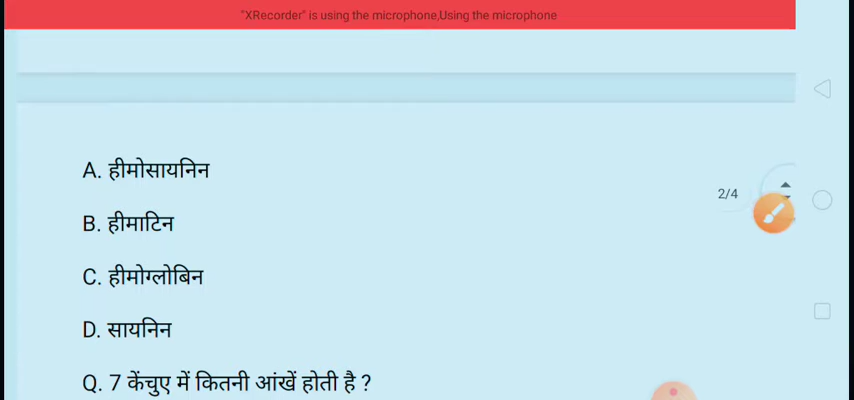 "XRecorder" is using the microphone,Using the microphone
A. हीमोसायनिन
2/4
B. हीमाटिन
C. हीमोग्लोबिन
D. सायनिन
Q. 7 केंचुए में कितनी आंखें होती है ?